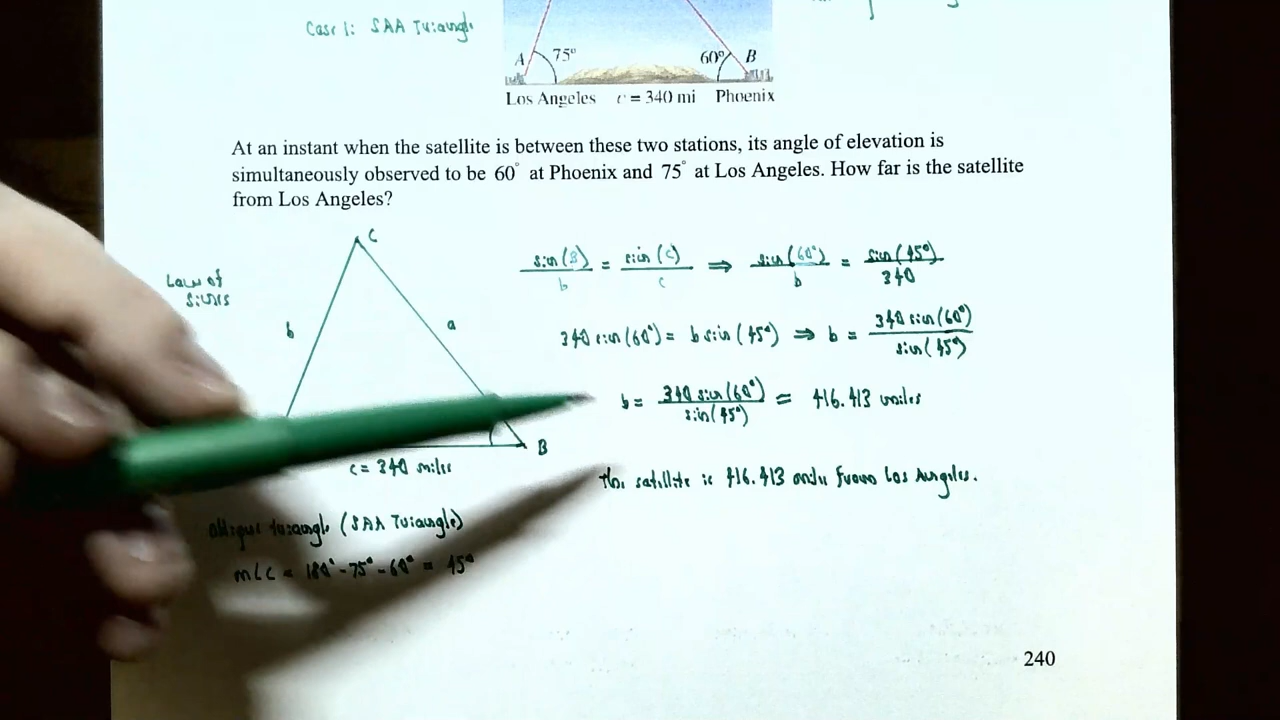 Case 1: SAA Triangle
A 75° 60° B
Los Angeles c = 340 mi Phoenix
At an instant when the satellite is between these two stations, its angle of elevation is
simultaneously observed to be 60° at Phoenix and 75° at Los Angeles. How far is the satellite
from Los Angeles?
C
Law of
Sines
b
a
B
c = 340 miles
oblique triangle (SAA Triangle)
m∠C = 180° - 75° - 60° = 45°
sin(B)/b = sin(C)/c ⇒ sin(60°)/b = sin(45°)/340
340 sin(60°) = b sin(45°) ⇒ b = 340 sin(60°)/sin(45°)
b = 340 sin(60°)/sin(45°) = 416.413 miles
The satellite is 416.413 miles from Los Angeles.
240